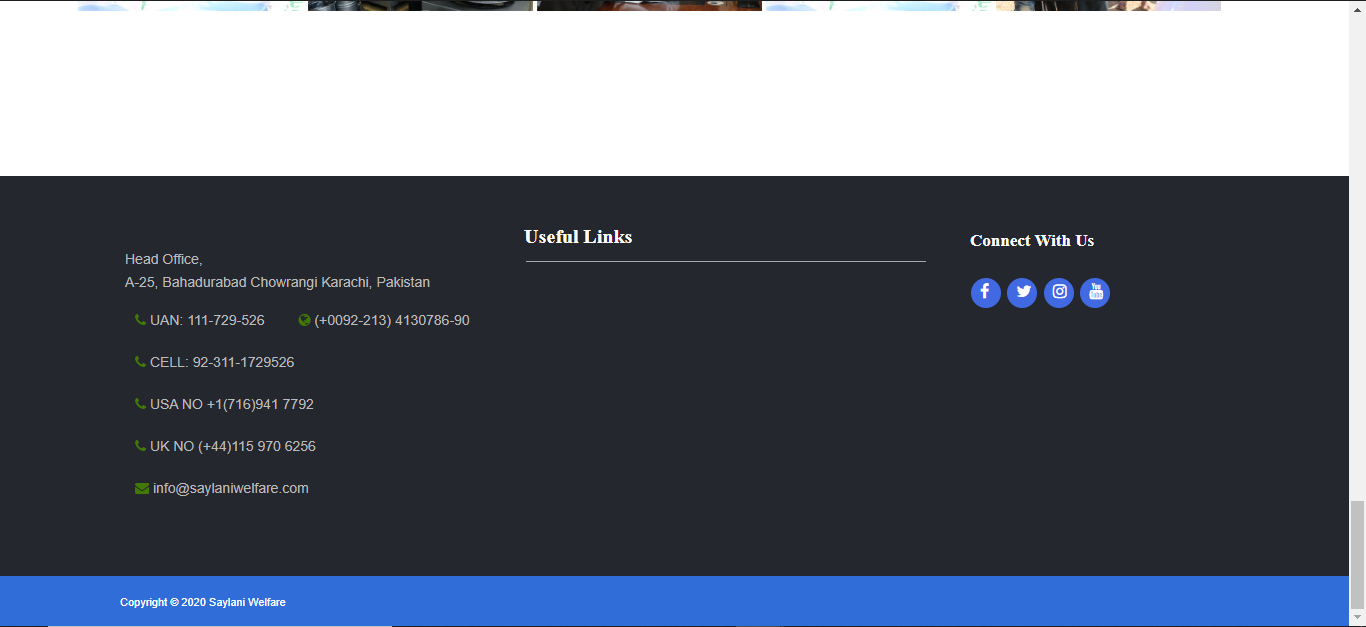 Head Office,
A-25, Bahadurabad Chowrangi Karachi, Pakistan
UAN: 111-729-526 (+0092-213) 4130786-90
CELL: 92-311-1729526
USA NO +1(716)941 7792
UK NO (+44)115 970 6256
info@saylaniwelfare.com
Useful Links
Connect With Us
You Tube
Copyright © 2020 Saylani Welfare